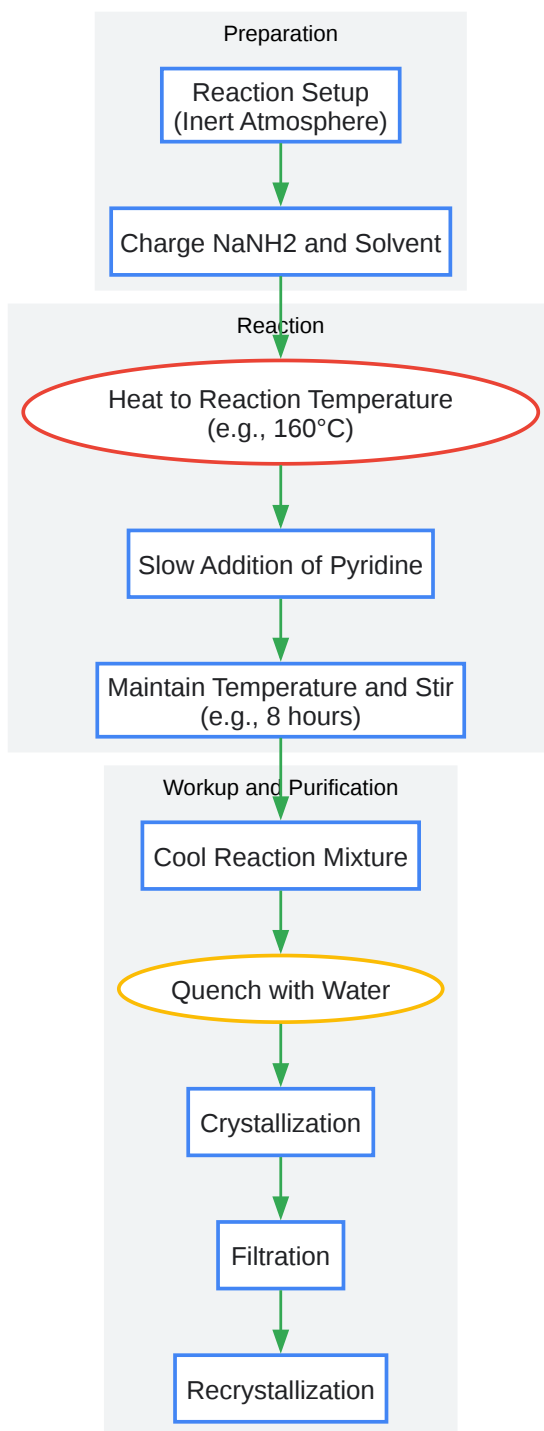 Preparation
Reaction Setup
(Inert Atmosphere)
Charge NaNH2 and Solvent
Reaction
Heat to Reaction Temperature
(e.g., 160°C)
Slow Addition of Pyridine
Maintain Temperature and Stir
(e.g., 8 hours)
Workup and Purification
Cool Reaction Mixture
Quench with Water
Crystallization
Filtration
Recrystallization